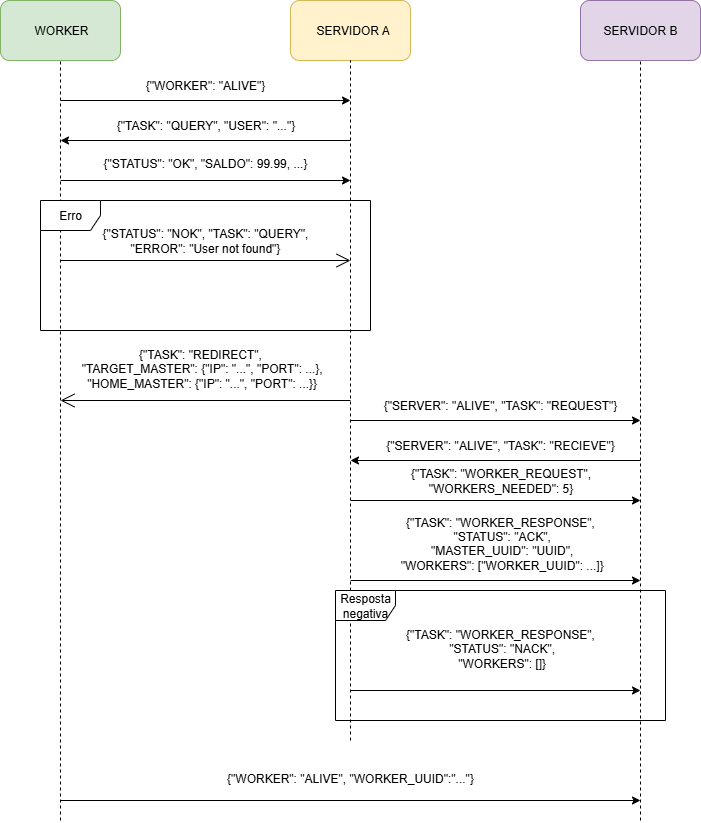 WORKER
SERVIDOR A
SERVIDOR B
{"WORKER": "ALIVE"}
{"TASK": "QUERY", "USER": "..."}
{"STATUS": "OK", "SALDO": 99.99, ...}
Erro
{"STATUS": "NOK", "TASK": "QUERY",
"ERROR": "User not found"}
{"TASK": "REDIRECT",
"TARGET_MASTER": {"IP": "...", "PORT": ...},
"HOME_MASTER": {"IP": "...", "PORT": ...}}
{"SERVER": "ALIVE", "TASK": "REQUEST"}
{"SERVER": "ALIVE", "TASK": "RECIEVE"}
{"TASK": "WORKER_REQUEST",
"WORKERS_NEEDED": 5}
{"TASK": "WORKER_RESPONSE",
"STATUS": "ACK",
"MASTER_UUID": "UUID",
"WORKERS": ["WORKER_UUID": ...]}
Resposta
negativa
{"TASK": "WORKER_RESPONSE",
"STATUS": "NACK",
"WORKERS": []}
{"WORKER": "ALIVE", "WORKER_UUID":"..."}